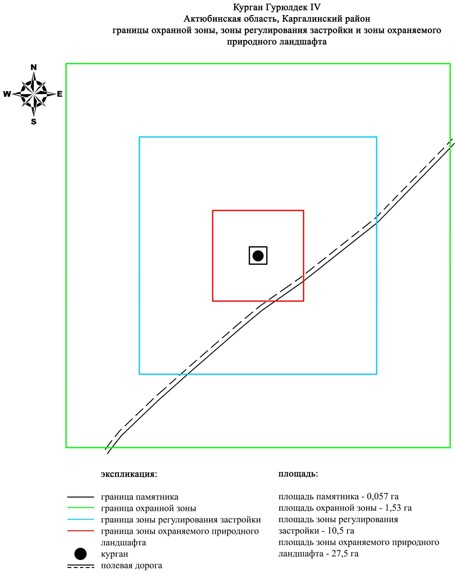 Курган Гурюлдек IV
Актюбинская область, Каргалинский район
границы охранной зоны, зоны регулирования застройки и зоны охраняемого
природного ландшафта
N
W E
S
экспликация:
граница памятника
граница охранной зоны
граница зоны регулирования застройки
граница зоны охраняемого природного
ландшафта
курган
полевая дорога
площадь:
площадь памятника - 0,057 га
площадь охранной зоны - 1,53 га
площадь зоны регулирования
застройки - 10,5 га
площадь зоны охраняемого природного
ландшафта - 27,5 га